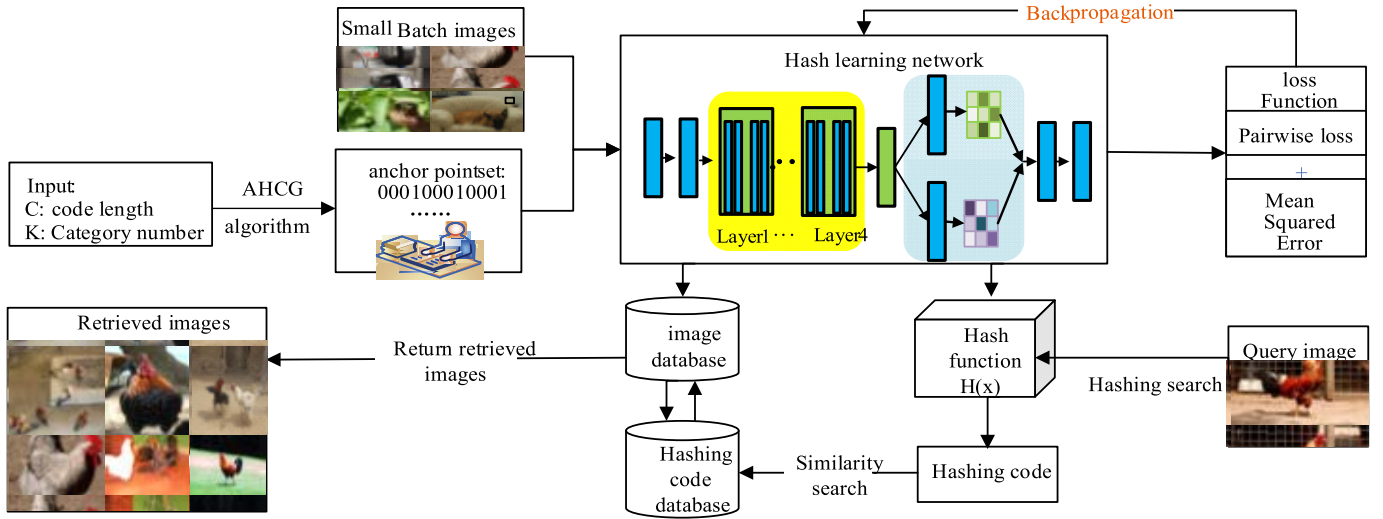 Backpropagation
Small Batch images
Hash learning network
loss
Function
Pairwise loss
+
Mean
Squared
Error
Input:
C: code length
K: Category number
AHCG
algorithm
anchor pointset:
000100010001
......
Layer1 ... Layer4
Retrieved images
Return retrieved
images
image
database
Hash
function
H(x)
Query image
Hashing search
Hashing
code
database
Similarity
search
Hashing code